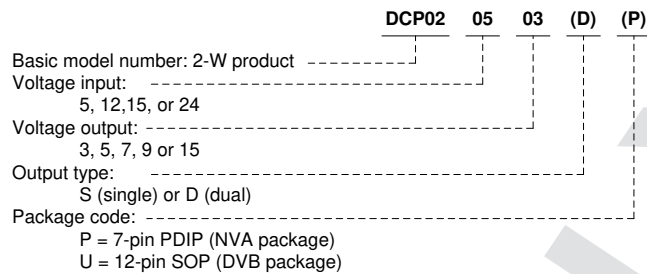 DCP02 05 03 (D) (P)
Basic model number: 2-W product
Voltage input:
5, 12,15, or 24
Voltage output:
3, 5, 7, 9 or 15
Output type:
S (single) or D (dual)
Package code:
P = 7-pin PDIP (NVA package)
U = 12-pin SOP (DVB package)